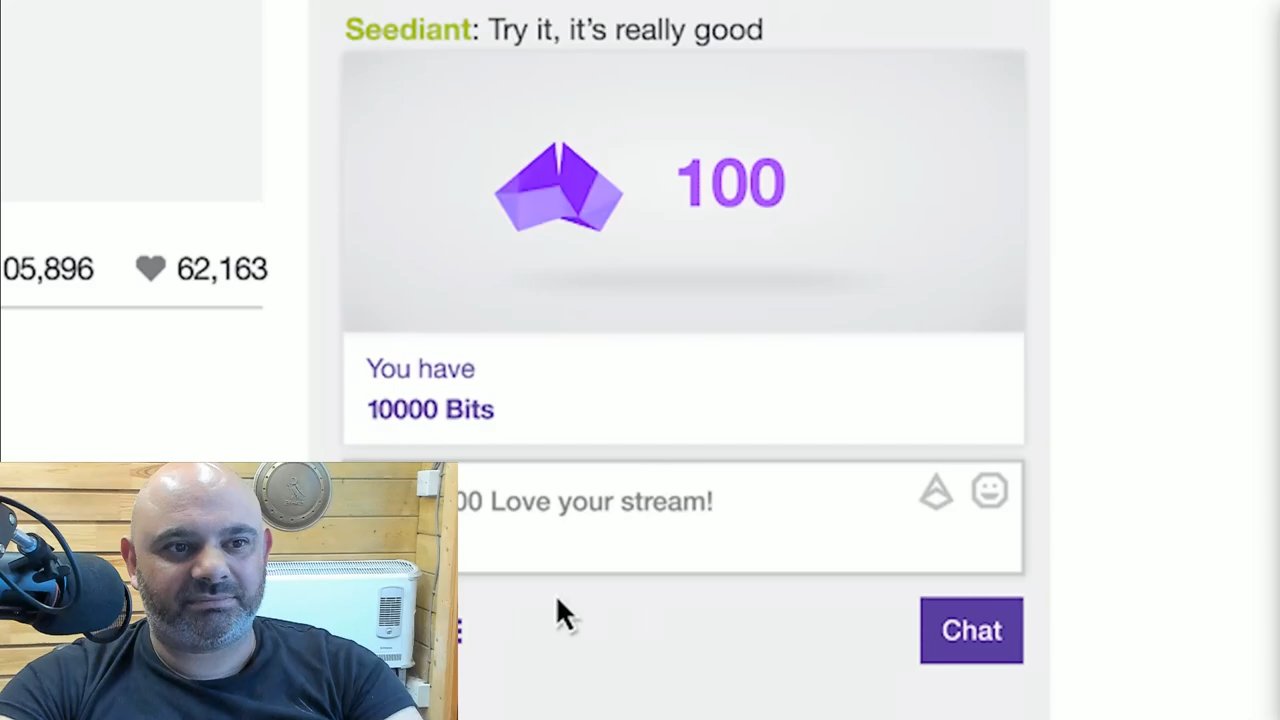 Seediant: Try it, it's really good
100
05,896 62,163
You have
10000 Bits
00 Love your stream!
Chat